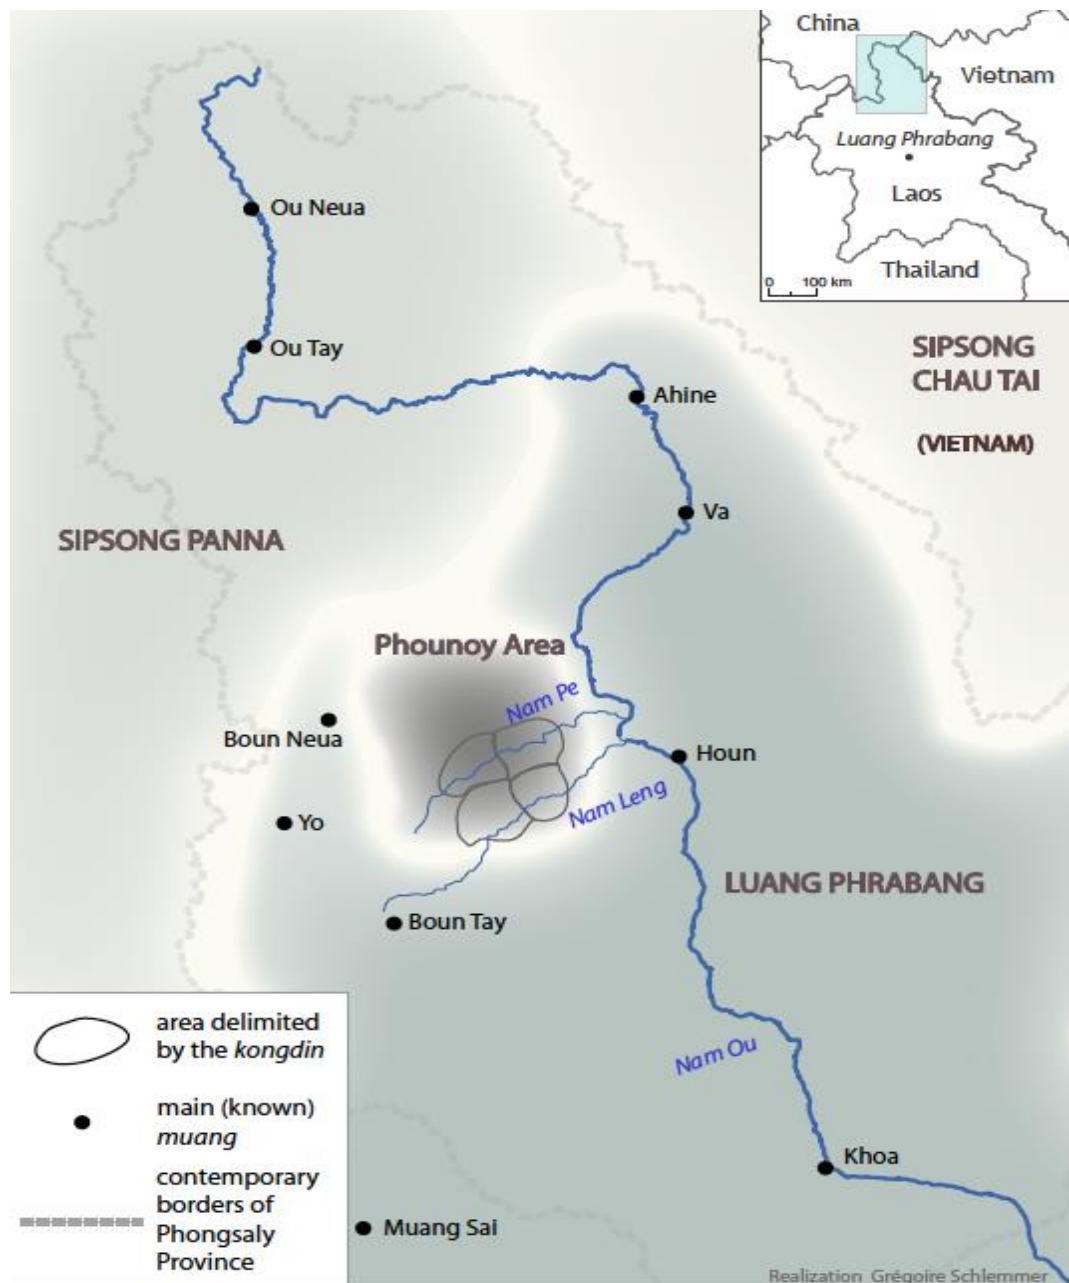 China
Vietnam
Luang Phrabang
Laos
Thailand
0 100 km
Ou Neua
Ou Tay
SIPSONG
CHAU TAI
(VIETNAM)
Ahine
Va
SIPSONG PANNA
Phounoy Area
Nam Pe
Boun Neua
Houn
Nam Leng
Yo
LUANG PHRABANG
Boun Tay
Nam Ou
Khoa
Muang Sai
area delimited
by the kongdin
main (known)
muang
contemporary
borders of
Phongsaly
Province
Realization Grégoire Schlemmer